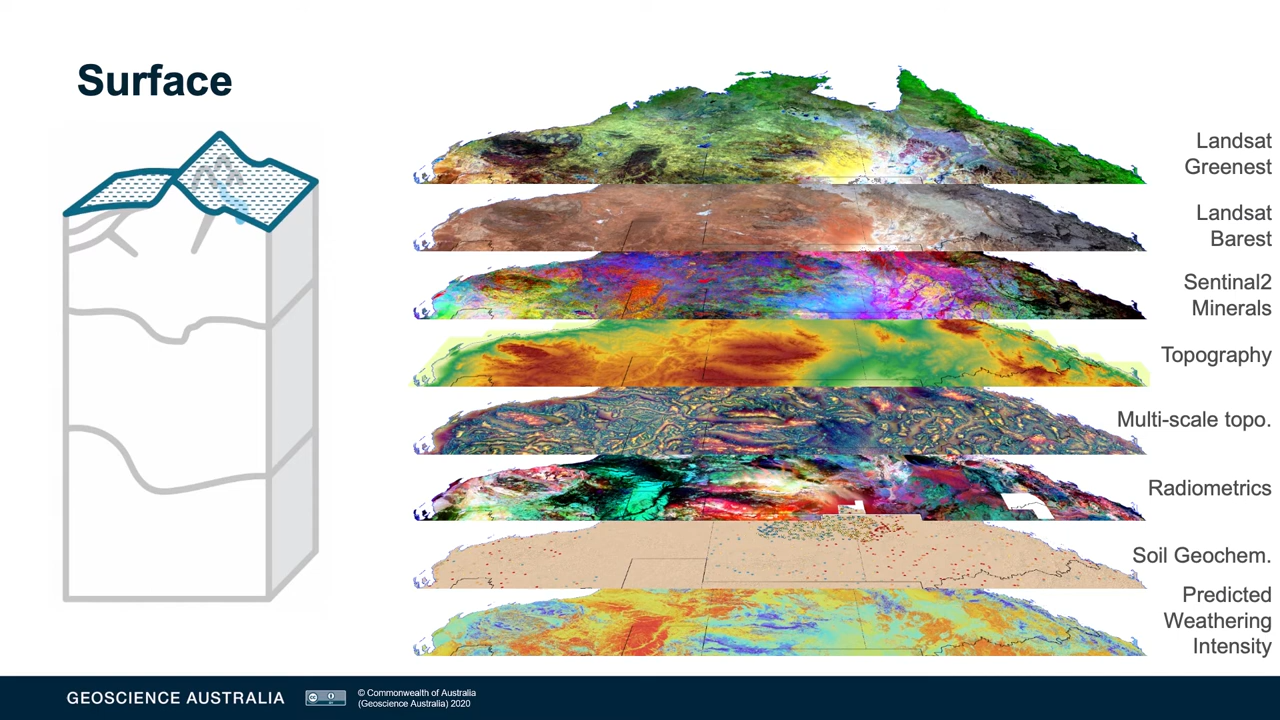 Surface
Landsat
Greenest
Landsat
Barest
Sentinal2
Minerals
Topography
Multi-scale topo.
Radiometrics
Soil Geochem.
Predicted
Weathering
Intensity
GEOSCIENCE AUSTRALIA
© Commonwealth of Australia
(Geoscience Australia) 2020